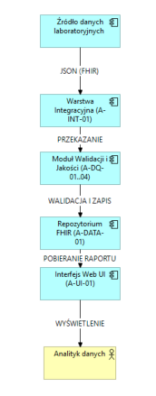 Źródło danych
laboratoryjnych
JSON (FHIR)
Warstwa
Integracyjna (A-
INT-01)
PRZEKAZANIE
Moduł Walidacji i
Jakości (A-DQ-
01..04)
WALIDACJA I ZAPIS
Repozytorium
FHIR (A-DATA-
01)
POBIERANIE RAPORTU
Interfejs Web UI
(A-UI-01)
WYŚWIETLENIE
Analityk danych